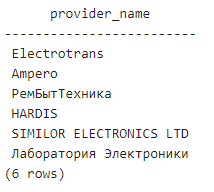 provider_name
-------------------------
Electrotrans
Ampero
РемБытТехника
HARDIS
SIMILOR ELECTRONICS LTD
Лаборатория Электроники
(6 rows)